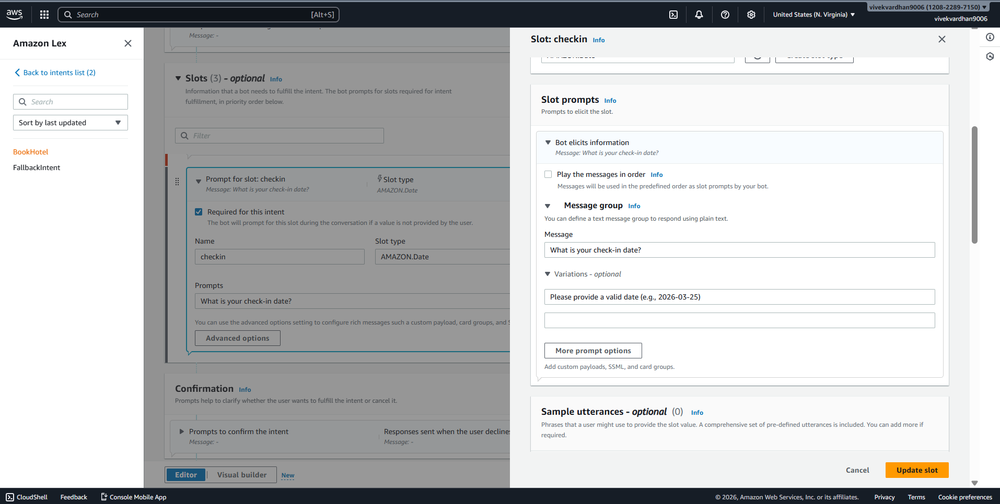 aws
Search
[Alt+S]
United States (N. Virginia)
vivekvardhan9006 (1208-2289-7150)
vivekvardhan9006
Amazon Lex
Back to intents list (2)
Search
Sort by last updated
BookHotel
FallbackIntent
Message: -
Slots (3) - optional Info
Information that a bot needs to fulfill the intent. The bot prompts for slots required for intent
fulfillment, in priority order below.
Filter
Prompt for slot: checkin
Message: What is your check-in date?
Slot type
AMAZON.Date
Required for this intent
The bot will prompt for this slot during the conversation if a value is not provided by the user.
Name
checkin
Slot type
AMAZON.Date
Prompts
What is your check-in date?
You can use the advanced options setting to configure rich messages such a custom payload, card groups, and S
Advanced options
Confirmation Info
Prompts help to clarify whether the user wants to fulfill the intent or cancel it.
Prompts to confirm the intent
Message: -
Responses sent when the user declines
Message: -
Editor
Visual builder
New
Slot: checkin Info
AMAZON.Date
Create slot type
Slot prompts Info
Prompts to elicit the slot.
Bot elicits information
Message: What is your check-in date?
Play the messages in order Info
Messages will be used in the predefined order as slot prompts by your bot.
Message group Info
You can define a text message group to respond using plain text.
Message
What is your check-in date?
Variations - optional
Please provide a valid date (e.g., 2026-03-25)
More prompt options
Add custom payloads, SSML, and card groups.
Sample utterances - optional (0) Info
Phrases that a user might use to provide the slot value. A comprehensive set of pre-defined utterances is included. You can add more if
required.
Cancel
Update slot
CloudShell
Feedback
Console Mobile App
© 2026, Amazon Web Services, Inc. or its affiliates.
Privacy
Terms
Cookie preferences